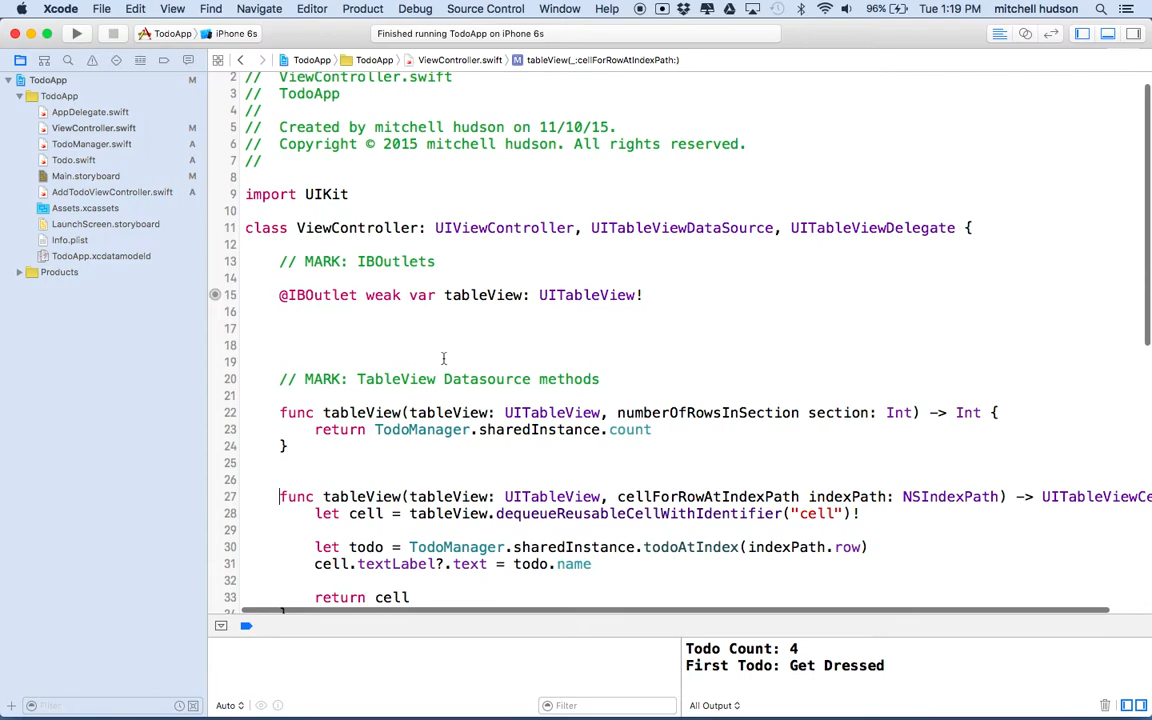 Xcode File Edit View Find Navigate Editor Product Debug Source Control Window Help 96% Tue 1:19 PM mitchell hudson
TodoApp iPhone 6s Finished running TodoApp on iPhone 6s
TodoApp TodoApp ViewController.swift M tableView(_:cellForRowAtIndexPath:)
TodoApp M
TodoApp
AppDelegate.swift
ViewController.swift M
TodoManager.swift A
Todo.swift A
Main.storyboard M
AddTodoViewController.swift A
Assets.xcassets
LaunchScreen.storyboard
Info.plist
TodoApp.xcdatamodeld
Products
Filter
2 // ViewController.swift
3 // TodoApp
4 //
5 // Created by mitchell hudson on 11/10/15.
6 // Copyright © 2015 mitchell hudson. All rights reserved.
7 //
8
9 import UIKit
10
11 class ViewController: UIViewController, UITableViewDataSource, UITableViewDelegate {
12
13 // MARK: IBOutlets
14
15 @IBOutlet weak var tableView: UITableView!
16
17
18
19
20 // MARK: TableView Datasource methods
21
22 func tableView(tableView: UITableView, numberOfRowsInSection section: Int) -> Int {
23 return TodoManager.sharedInstance.count
24 }
25
26
27 func tableView(tableView: UITableView, cellForRowAtIndexPath indexPath: NSIndexPath) -> UITableViewCe
28 let cell = tableView.dequeueReusableCellWithIdentifier("cell")!
29
30 let todo = TodoManager.sharedInstance.todoAtIndex(indexPath.row)
31 cell.textLabel?.text = todo.name
32
33 return cell
Todo Count: 4
First Todo: Get Dressed
Auto Filter All Output